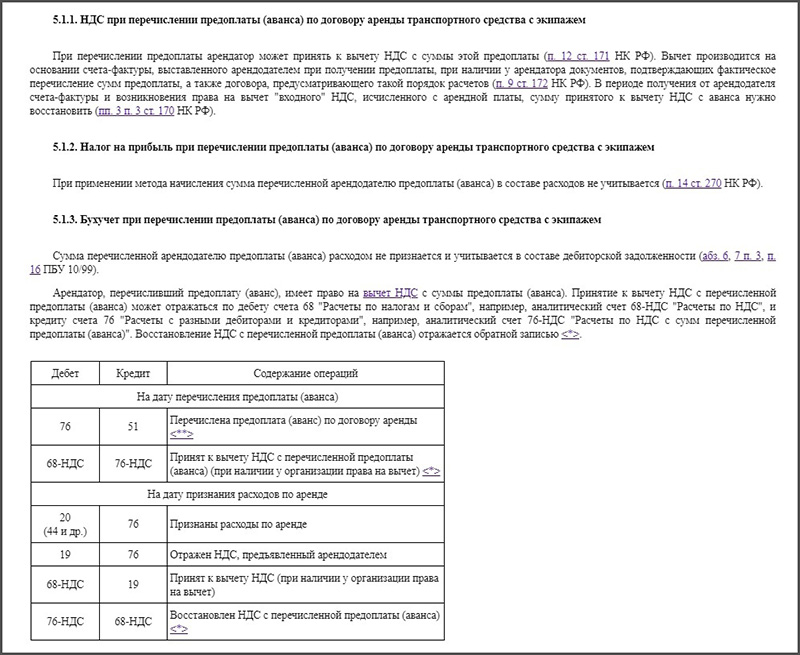 5.1.1. НДС при перечислении предоплаты (аванса) по договору аренды транспортного средства с экипажем
При перечислении предоплаты арендатор может принять к вычету НДС с суммы этой предоплаты (п. 12 ст. 171 НК РФ). Вычет производится на
основании счета-фактуры, выставленного арендодателем при получении предоплаты, при наличии у арендатора документов, подтверждающих фактическое
перечисление сумм предоплаты, а также договора, предусматривающего такой порядок расчетов (п. 9 ст. 172 НК РФ). В периоде получения от арендодателя
счета-фактуры и возникновения права на вычет "входного" НДС, исчисленного с арендной платы, сумму принятого к вычету НДС с аванса нужно
восстановить (пп. 3 п. 3 ст. 170 НК РФ).
5.1.2. Налог на прибыль при перечислении предоплаты (аванса) по договору аренды транспортного средства с экипажем
При применении метода начисления сумма перечисленной арендодателю предоплаты (аванса) в составе расходов не учитывается (п. 14 ст. 270 НК РФ).
5.1.3. Бухучет при перечислении предоплаты (аванса) по договору аренды транспортного средства с экипажем
Сумма перечисленной арендодателю предоплаты (аванса) расходом не признается и учитывается в составе дебиторской задолженности (абз. 6, 7 п. 3, п.
16 ПБУ 10/99).
Арендатор, перечисливший предоплату (аванс), имеет право на вычет НДС с суммы предоплаты (аванса). Принятие к вычету НДС с перечисленной
предоплаты (аванса) может отражаться по дебету счета 68 "Расчеты по налогам и сборам", например, аналитический счет 68-НДС "Расчеты по НДС", и
кредиту счета 76 "Расчеты с разными дебиторами и кредиторами", например, аналитический счет 76-НДС "Расчеты по НДС с сумм перечисленной
предоплаты (аванса)". Восстановление НДС с перечисленной предоплаты (аванса) отражается обратной записью <*>.
Дебет Кредит Содержание операций
На дату перечисления предоплаты (аванса)
76 51 Перечислена предоплата (аванс) по договору аренды
<**>
68-НДС 76-НДС Принят к вычету НДС с перечисленной предоплаты
(аванса) (при наличии у организации права на вычет) <*>
На дату признания расходов по аренде
20
(44 и др.) 76 Признаны расходы по аренде
19 76 Отражен НДС, предъявленный арендодателем
68-НДС 19 Принят к вычету НДС (при наличии у организации права
на вычет)
76-НДС 68-НДС Восстановлен НДС с перечисленной предоплаты (аванса)
<*>